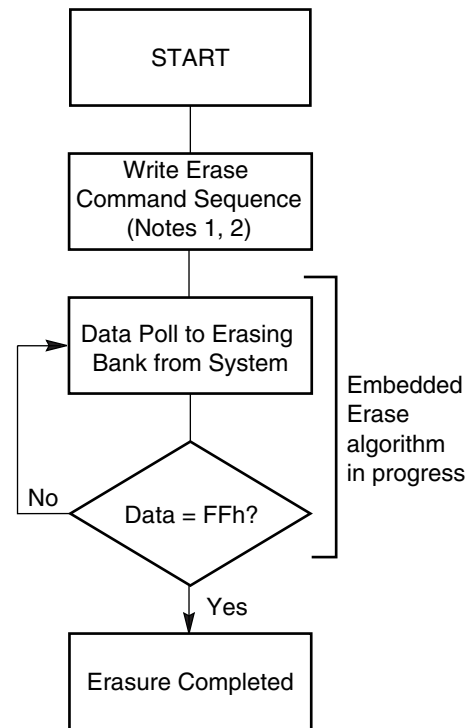 START
Write Erase
Command Sequence
(Notes 1, 2)
Data Poll to Erasing
Bank from System
Embedded
Erase
algorithm
in progress
No
Data = FFh?
Yes
Erasure Completed